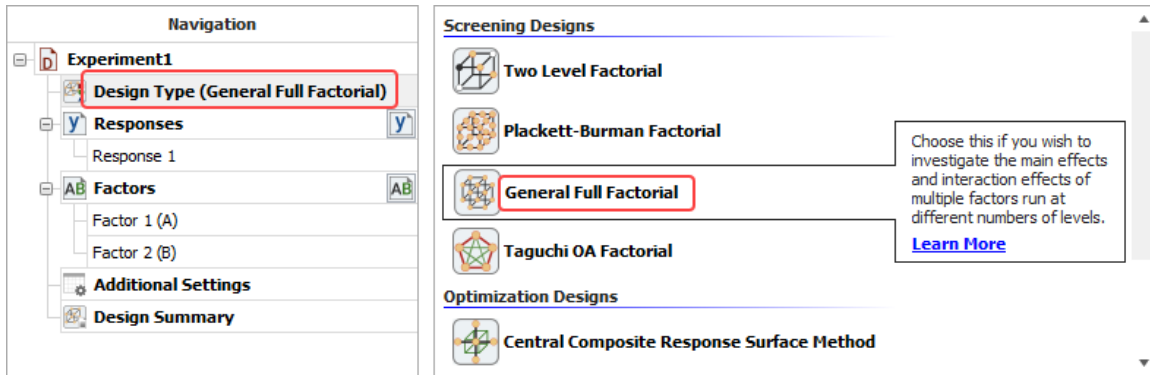 Navigation
Experiment1
Design Type (General Full Factorial)
Responses
Response 1
Factors
Factor 1 (A)
Factor 2 (B)
Additional Settings
Design Summary
Screening Designs
Two Level Factorial
Plackett-Burman Factorial
General Full Factorial
Choose this if you wish to
investigate the main effects
and interaction effects of
multiple factors run at
different numbers of levels.
Learn More
Taguchi OA Factorial
Optimization Designs
Central Composite Response Surface Method